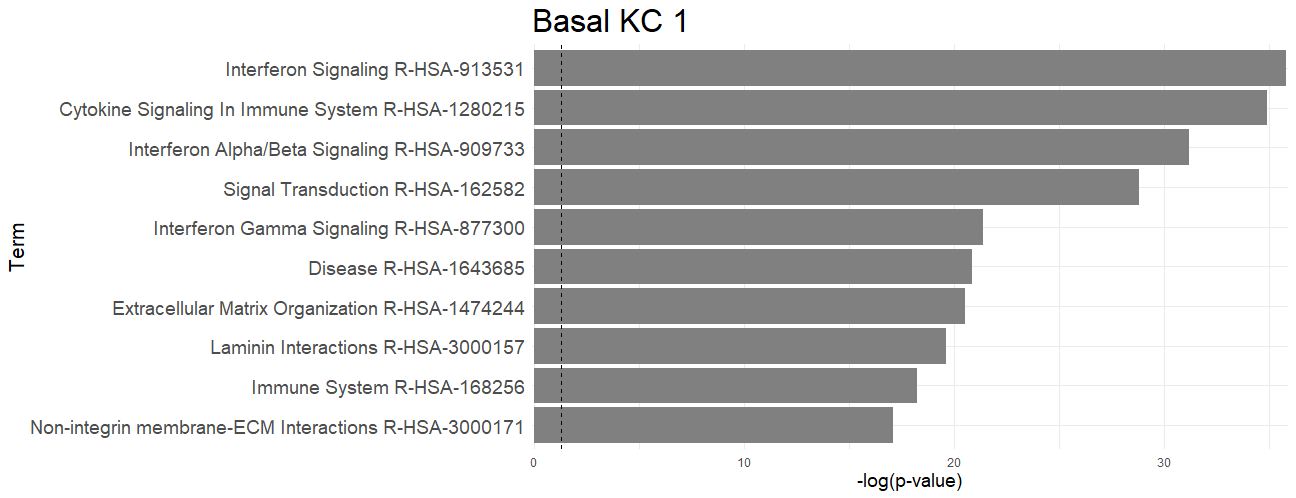 Basal KC 1
Interferon Signaling R-HSA-913531
Cytokine Signaling In Immune System R-HSA-1280215
Interferon Alpha/Beta Signaling R-HSA-909733
Signal Transduction R-HSA-162582
Interferon Gamma Signaling R-HSA-877300
Disease R-HSA-1643685
Extracellular Matrix Organization R-HSA-1474244
Laminin Interactions R-HSA-3000157
Immune System R-HSA-168256
Non-integrin membrane-ECM Interactions R-HSA-3000171
Term
0 10 20 30
-log(p-value)